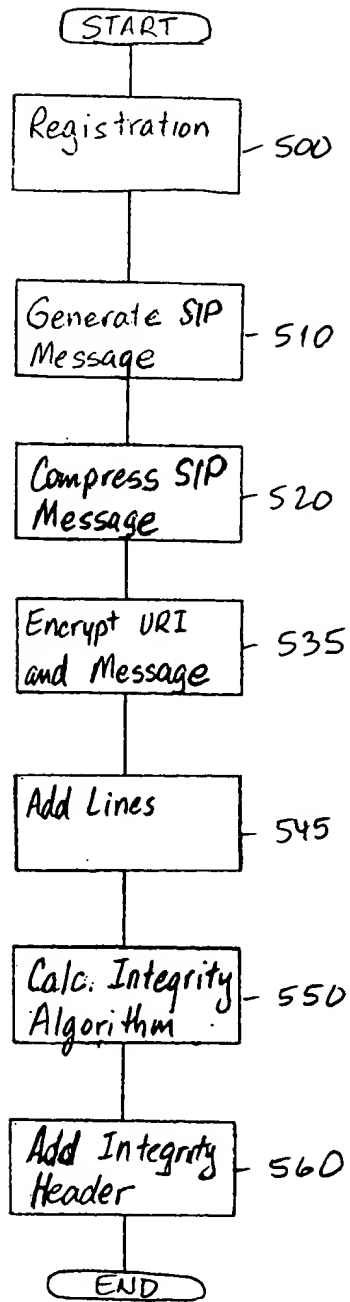 START
Registration
500
Generate SIP
Message
510
Compress SIP
Message
520
Encrypt URI
and Message
535
Add Lines
545
Calc. Integrity
Algorithm
550
Add Integrity
Header
560
END